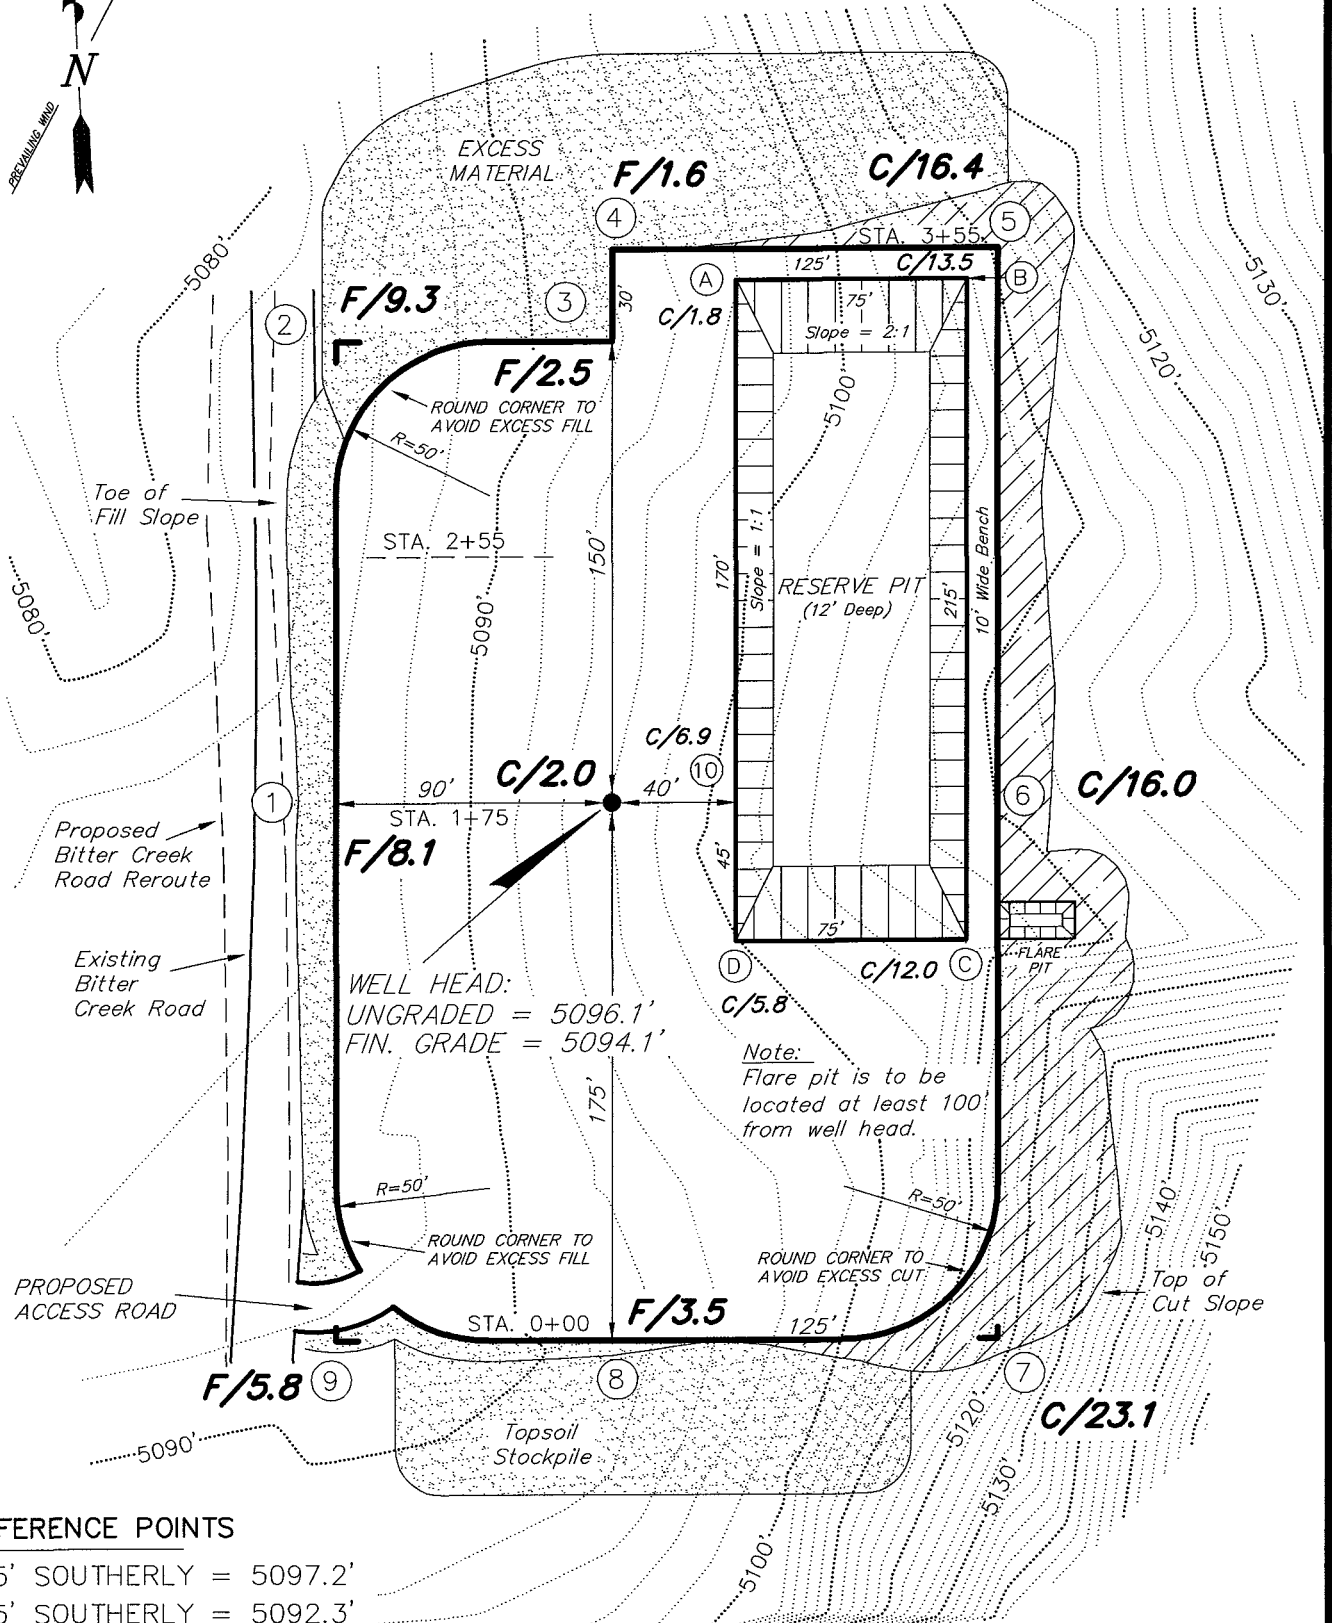 N
PREVAILING WIND
EXCESS
MATERIAL
F/1.6
C/16.4
4
5
STA. 3+55
5080'
5130'
125'
C/13.5
A
B
F/9.3
3
30'
C/1.8
75'
Slope = 2:1
2
5120'
F/2.5
5100'
ROUND CORNER TO
AVOID EXCESS FILL
R=50'
Toe of
Fill Slope
STA. 2+55
150'
Slope = 1:1
170'
10' Wide Bench
RESERVE PIT
(12' Deep)
215'
5080'
5090'
C/6.9
10
C/2.0
90'
40'
1
6
C/16.0
STA. 1+75
F/8.1
45'
Proposed
Bitter Creek
Road Reroute
75'
Existing
Bitter
Creek Road
FLARE
PIT
D
C/12.0
C
C/5.8
WELL HEAD:
UNGRADED = 5096.1'
FIN. GRADE = 5094.1'
Note:
Flare pit is to be
located at least 100'
from well head.
175'
R=50'
R=50'
5140'
5150'
ROUND CORNER TO
AVOID EXCESS FILL
ROUND CORNER TO
AVOID EXCESS CUT
PROPOSED
ACCESS ROAD
Top of
Cut Slope
STA. 0+00
F/3.5
125'
F/5.8
9
8
7
C/23.1
5120'
5090'
Topsoil
Stockpile
5130'
5100'
FERENCE POINTS
5' SOUTHERLY = 5097.2'
5' SOUTHERLY = 5092.3'